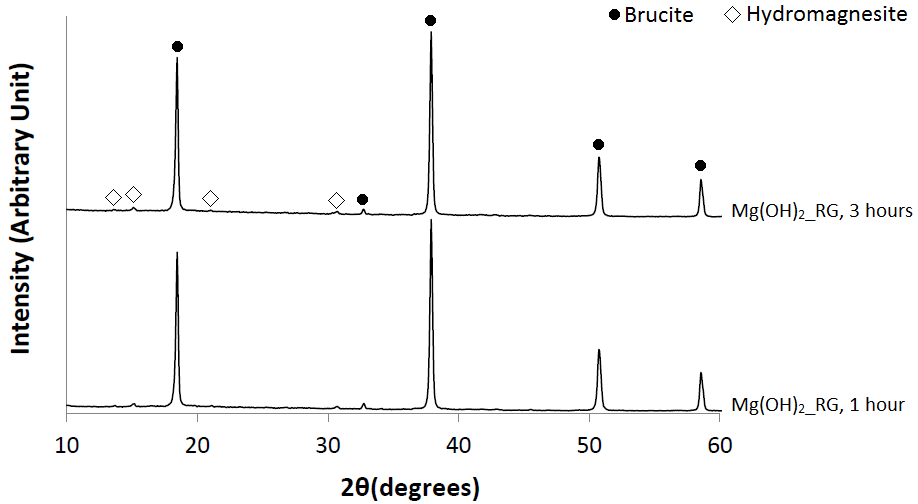 ● Brucite ◇ Hydromagnesite
Intensity (Arbitrary Unit)
Mg(OH)₂_RG, 3 hours
Mg(OH)₂_RG, 1 hour
10 20 30 40 50 60
2θ(degrees)